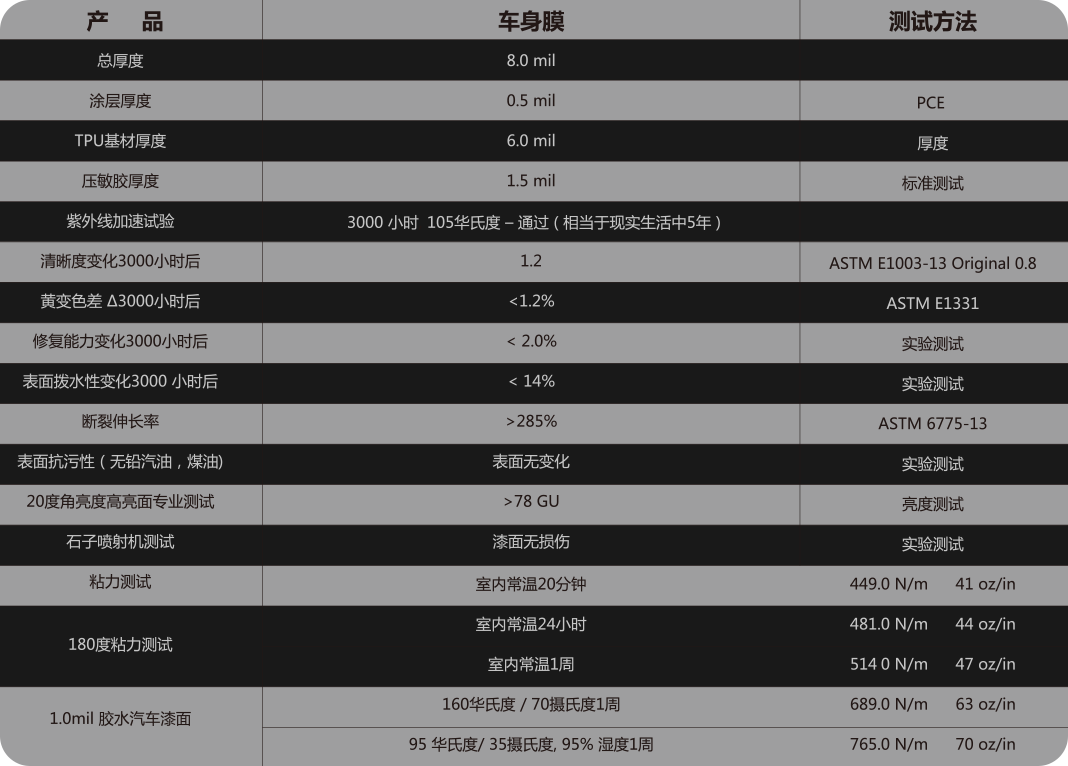 产 品 车身膜 测试方法
总厚度 8.0 mil
涂层厚度 0.5 mil PCE
TPU基材厚度 6.0 mil 厚度
压敏胶厚度 1.5 mil 标准测试
紫外线加速试验 3000 小时 105华氏度 – 通过 ( 相当于现实生活中5年 )
清晰度变化3000小时后 1.2 ASTM E1003-13 Original 0.8
黄变色差 Δ3000小时后 <1.2% ASTM E1331
修复能力变化3000小时后 < 2.0% 实验测试
表面拨水性变化3000 小时后 < 14% 实验测试
断裂伸长率 >285% ASTM 6775-13
表面抗污性 ( 无铅汽油 , 煤油) 表面无变化 实验测试
20度角亮度高亮面专业测试 >78 GU 亮度测试
石子喷射机测试 漆面无损伤 实验测试
粘力测试 室内常温20分钟 449.0 N/m 41 oz/in
180度粘力测试 室内常温24小时 481.0 N/m 44 oz/in
室内常温1周 514 0 N/m 47 oz/in
1.0mil 胶水汽车漆面 160华氏度 / 70摄氏度1周 689.0 N/m 63 oz/in
95 华氏度/ 35摄氏度, 95% 湿度1周 765.0 N/m 70 oz/in